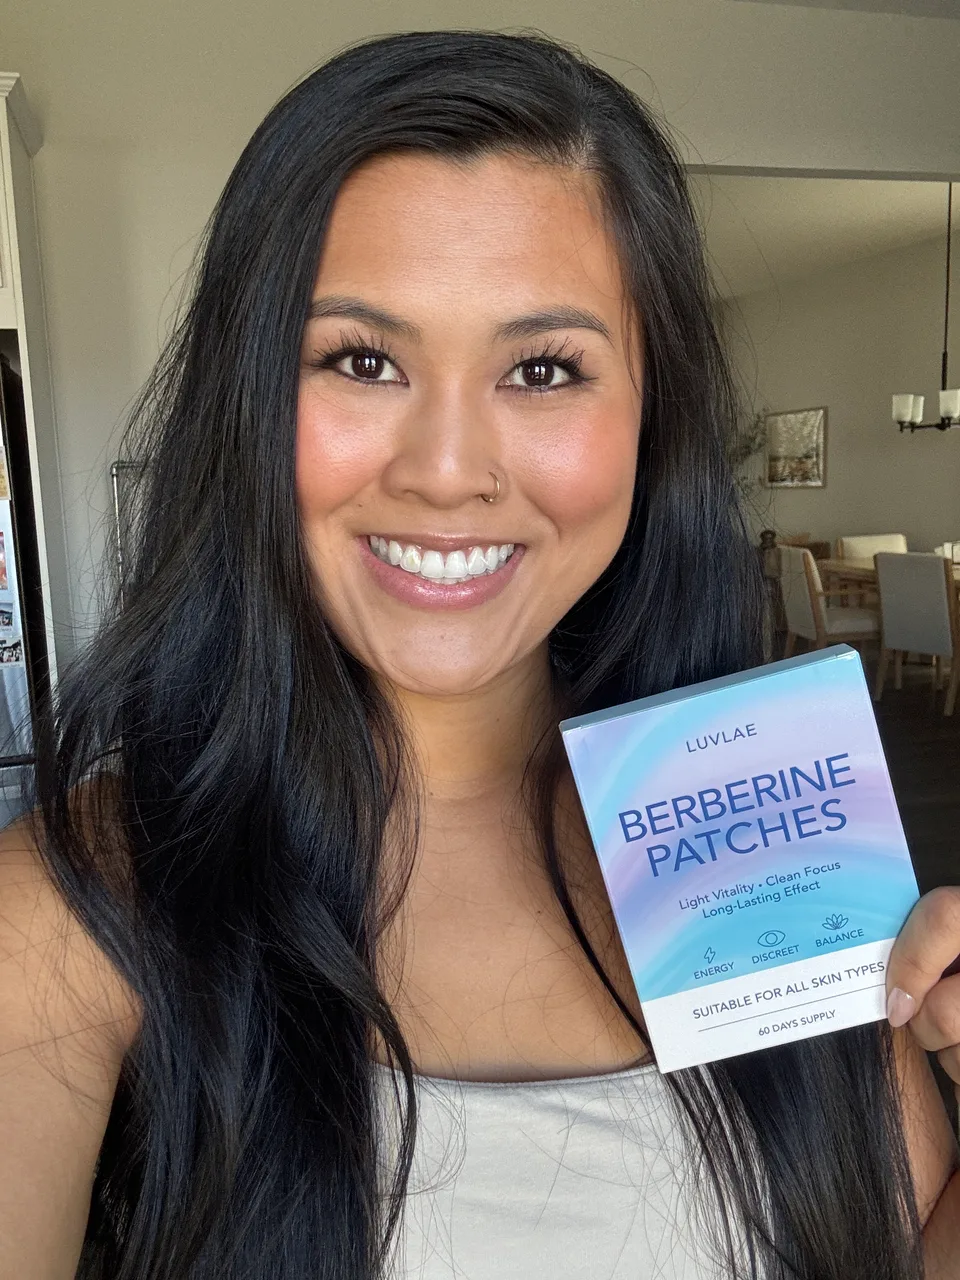 LUVLAE
BERBERINE
PATCHES
Light Vitality • Clean Focus
Long-Lasting Effect
ENERGY DISCREET BALANCE
SUITABLE FOR ALL SKIN TYPES
60 DAYS SUPPLY